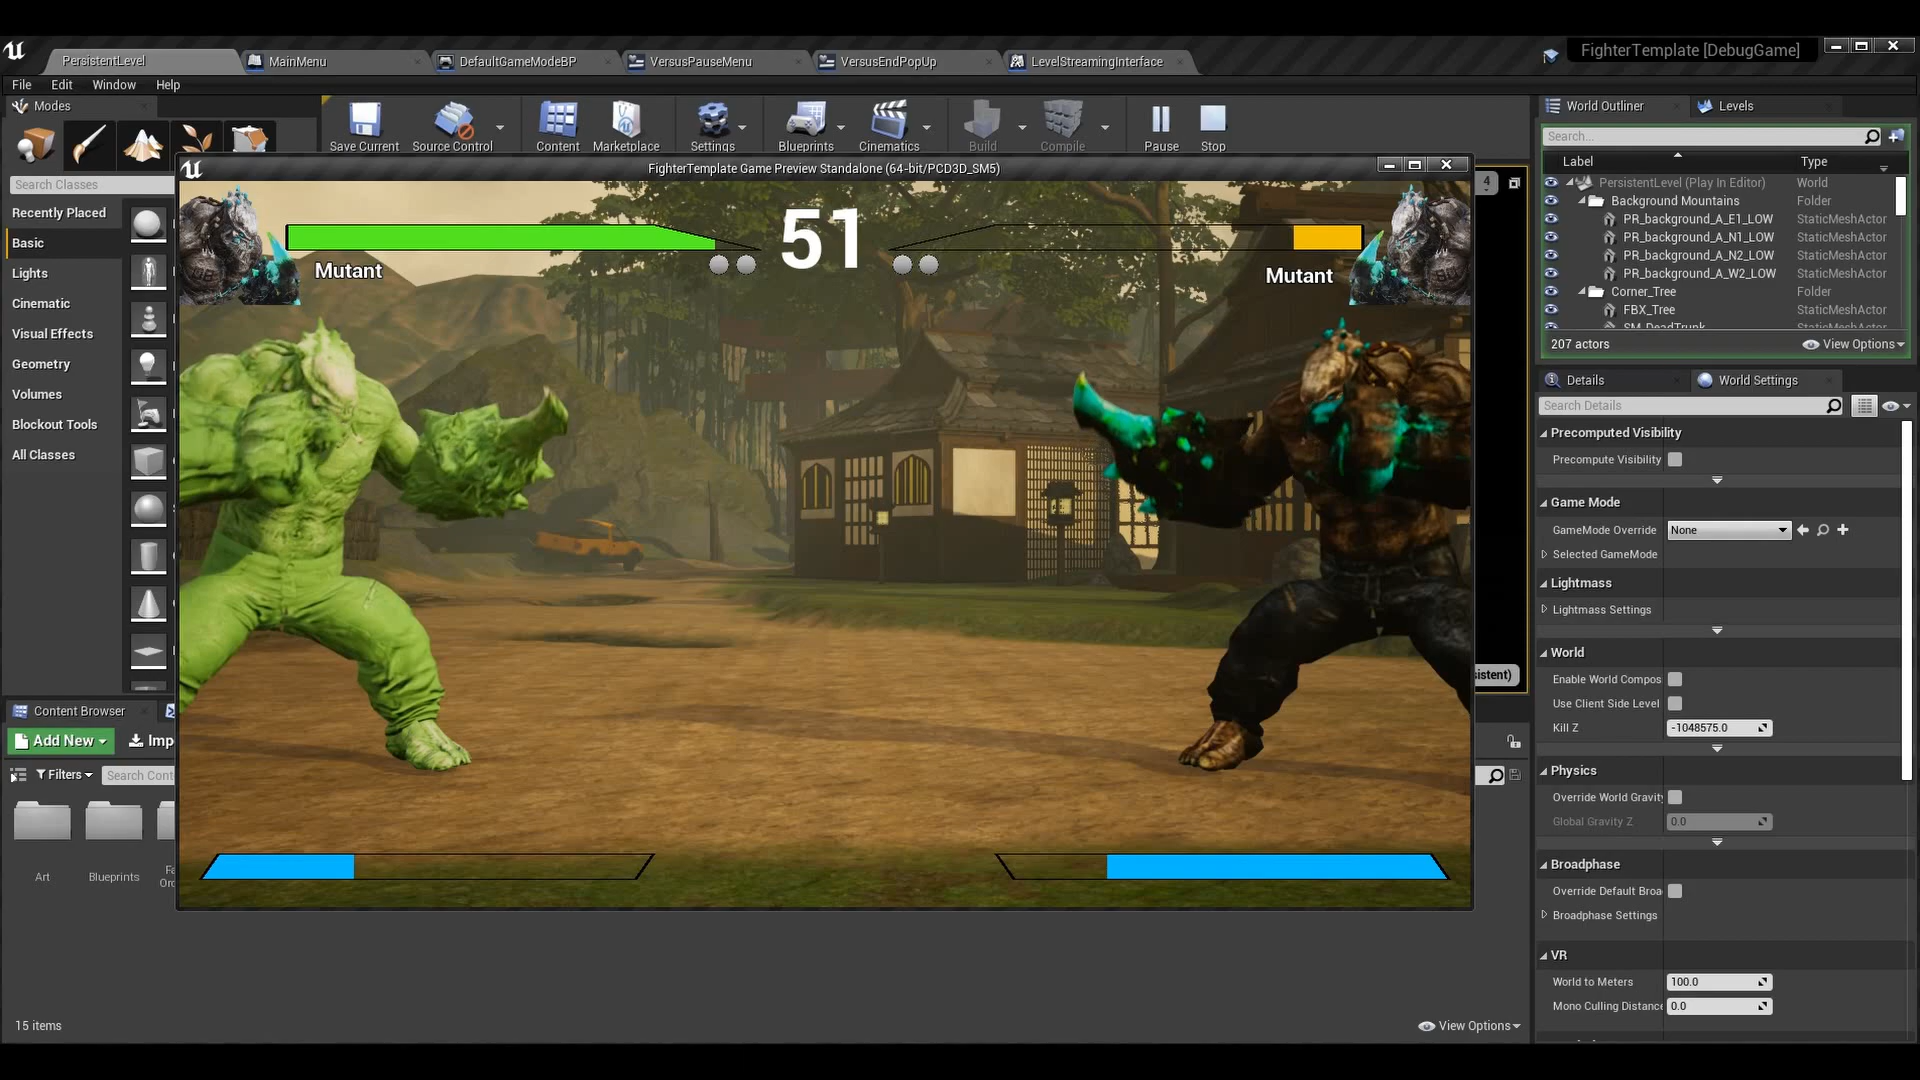 PersistentLevel
MainMenu
DefaultGameModeBP
VersusPauseMenu
VersusEndPopUp
LevelStreamingInterface
FighterTemplate [DebugGame]
File Edit Window Help
Modes
Save Current
Source Control
Content
Marketplace
Settings
Blueprints
Cinematics
Build
Compile
Pause
Stop
Search Classes
Recently Placed
Basic
Lights
Cinematic
Visual Effects
Geometry
Volumes
Blockout Tools
All Classes
FighterTemplate Game Preview Standalone (64-bit/PCD3D_SM5)
51
Mutant
Mutant
4
sistent)
World Outliner
Levels
Search...
Label Type
PersistentLevel (Play In Editor) World
Background Mountains Folder
PR_background_A_E1_LOW StaticMeshActor
PR_background_A_N1_LOW StaticMeshActor
PR_background_A_N2_LOW StaticMeshActor
PR_background_A_W2_LOW StaticMeshActor
Corner_Tree Folder
FBX_Tree StaticMeshActor
SM_DeadTrunk StaticMeshActor
207 actors
View Options
Details
World Settings
Search Details
Precomputed Visibility
Precompute Visibility
Game Mode
GameMode Override None
Selected GameMode
Lightmass
Lightmass Settings
World
Enable World Compos
Use Client Side Level
Kill Z -1048575.0
Physics
Override World Gravity
Global Gravity Z 0.0
Broadphase
Override Default Broa
Broadphase Settings
VR
World to Meters 100.0
Mono Culling Distance 0.0
Content Browser
Add New
Imp
Filters
Search Cont
Art
Blueprints
15 items
View Options